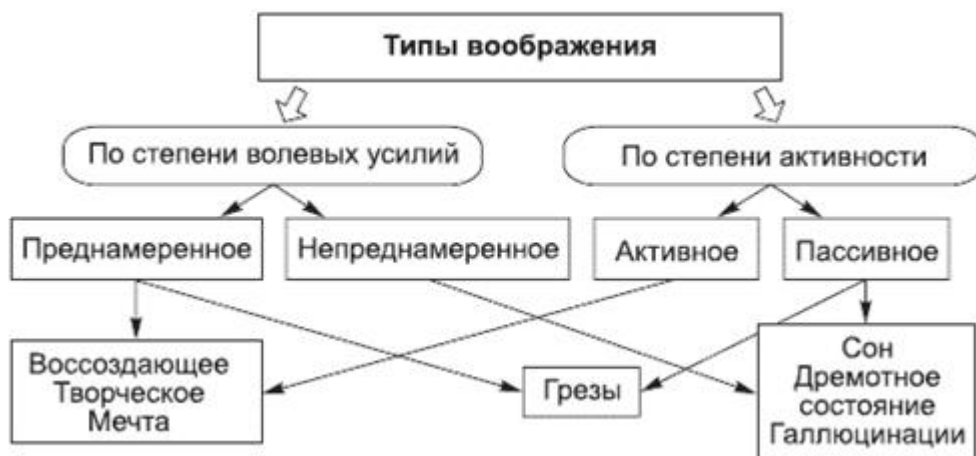 Типы воображения
По степени волевых усилий
По степени активности
Преднамеренное
Непреднамеренное
Активное
Пассивное
Воссоздающее
Творческое
Мечта
Грезы
Сон
Дремотное
состояние
Галлюцинации